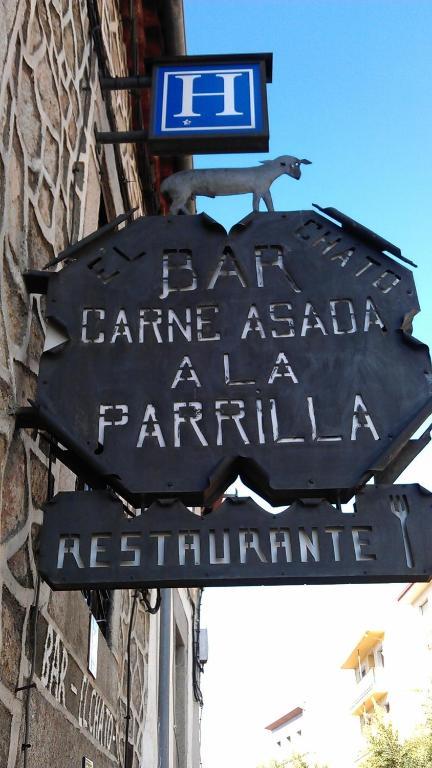 H
EL CHATO
BAR
CARNE ASADA
A LA
PARRILLA
RESTAURANTE
BAR -